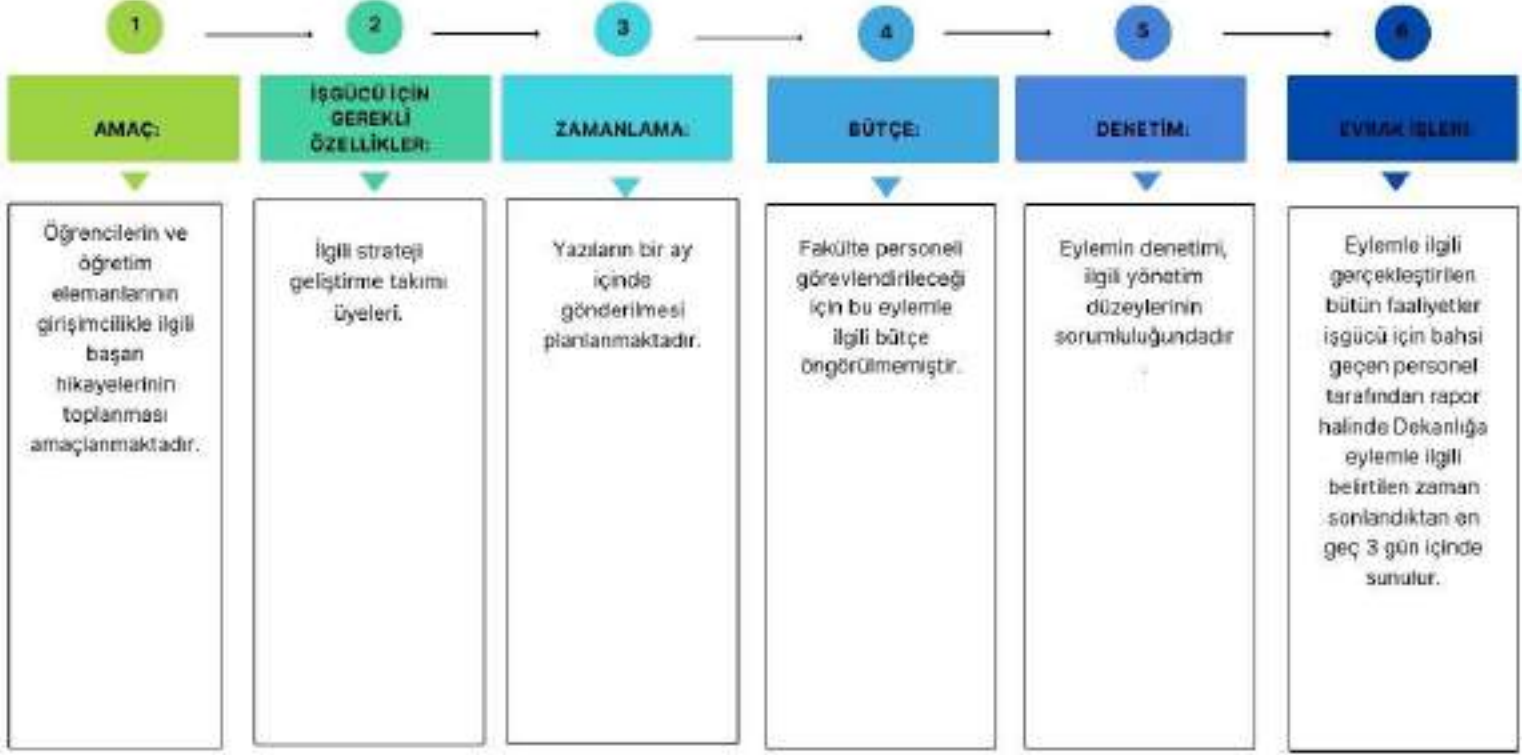 1
2
3
4
5
6
AMAÇ:
İŞGÜCÜ İÇİN
GEREKLİ
ÖZELLİKLER:
ZAMANLAMA:
BÜTÇE:
DENETİM:
EVRAK İŞLERİ:
Öğrencilerin ve
öğretim
elemanlarının
girişimcilikle ilgili
başarı
hikayelerinin
toplanması
amaçlanmaktadır.
İlgili strateji
geliştirme takımı
üyeleri.
Yazıların bir ay
içinde
gönderilmesi
planlanmaktadır.
Fakülte personeli
görevlendirileceği
için bu eylemle
ilgili bütçe
öngörülmemiştir.
Eylemin denetimi,
ilgili yönetim
düzeylerinin
sorumluluğundadır
.
Eylemle ilgili
gerçekleştirilen
bütün faaliyetler
işgücü için bahsi
geçen personel
tarafından rapor
halinde Dekanlığa
eylemle ilgili
belirtilen zaman
sonlandıktan en
geç 3 gün içinde
sunulur.